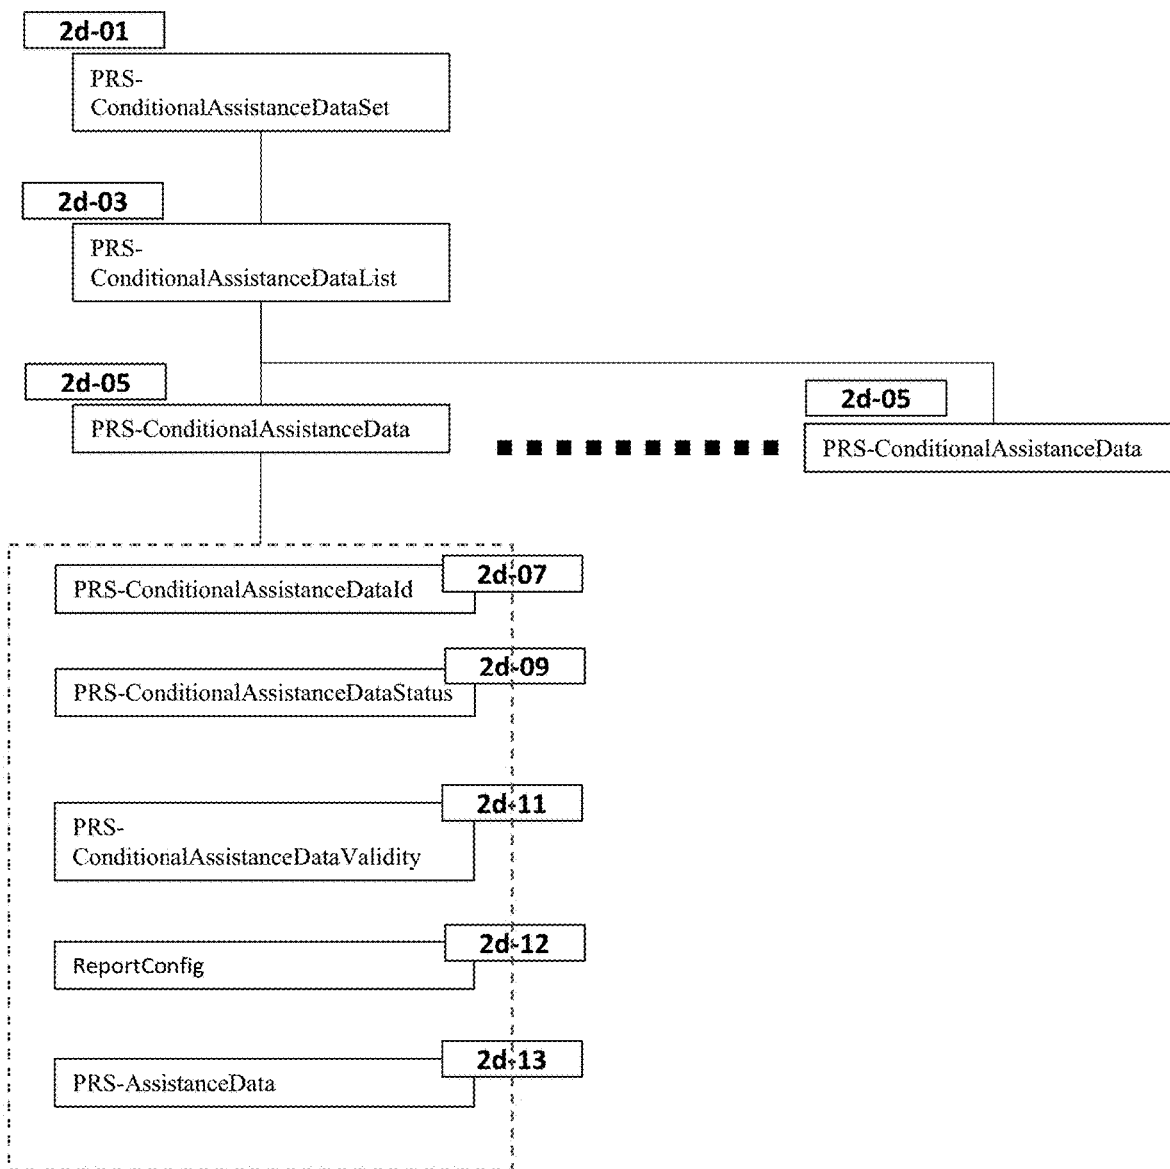 2d-01
PRS-
ConditionalAssistanceDataSet
2d-03
PRS-
ConditionalAssistanceDataList
2d-05
PRS-ConditionalAssistanceData
2d-05
PRS-ConditionalAssistanceData
2d-07
PRS-ConditionalAssistanceDataId
2d-09
PRS-ConditionalAssistanceDataStatus
2d-11
PRS-
ConditionalAssistanceDataValidity
2d-12
ReportConfig
2d-13
PRS-AssistanceData